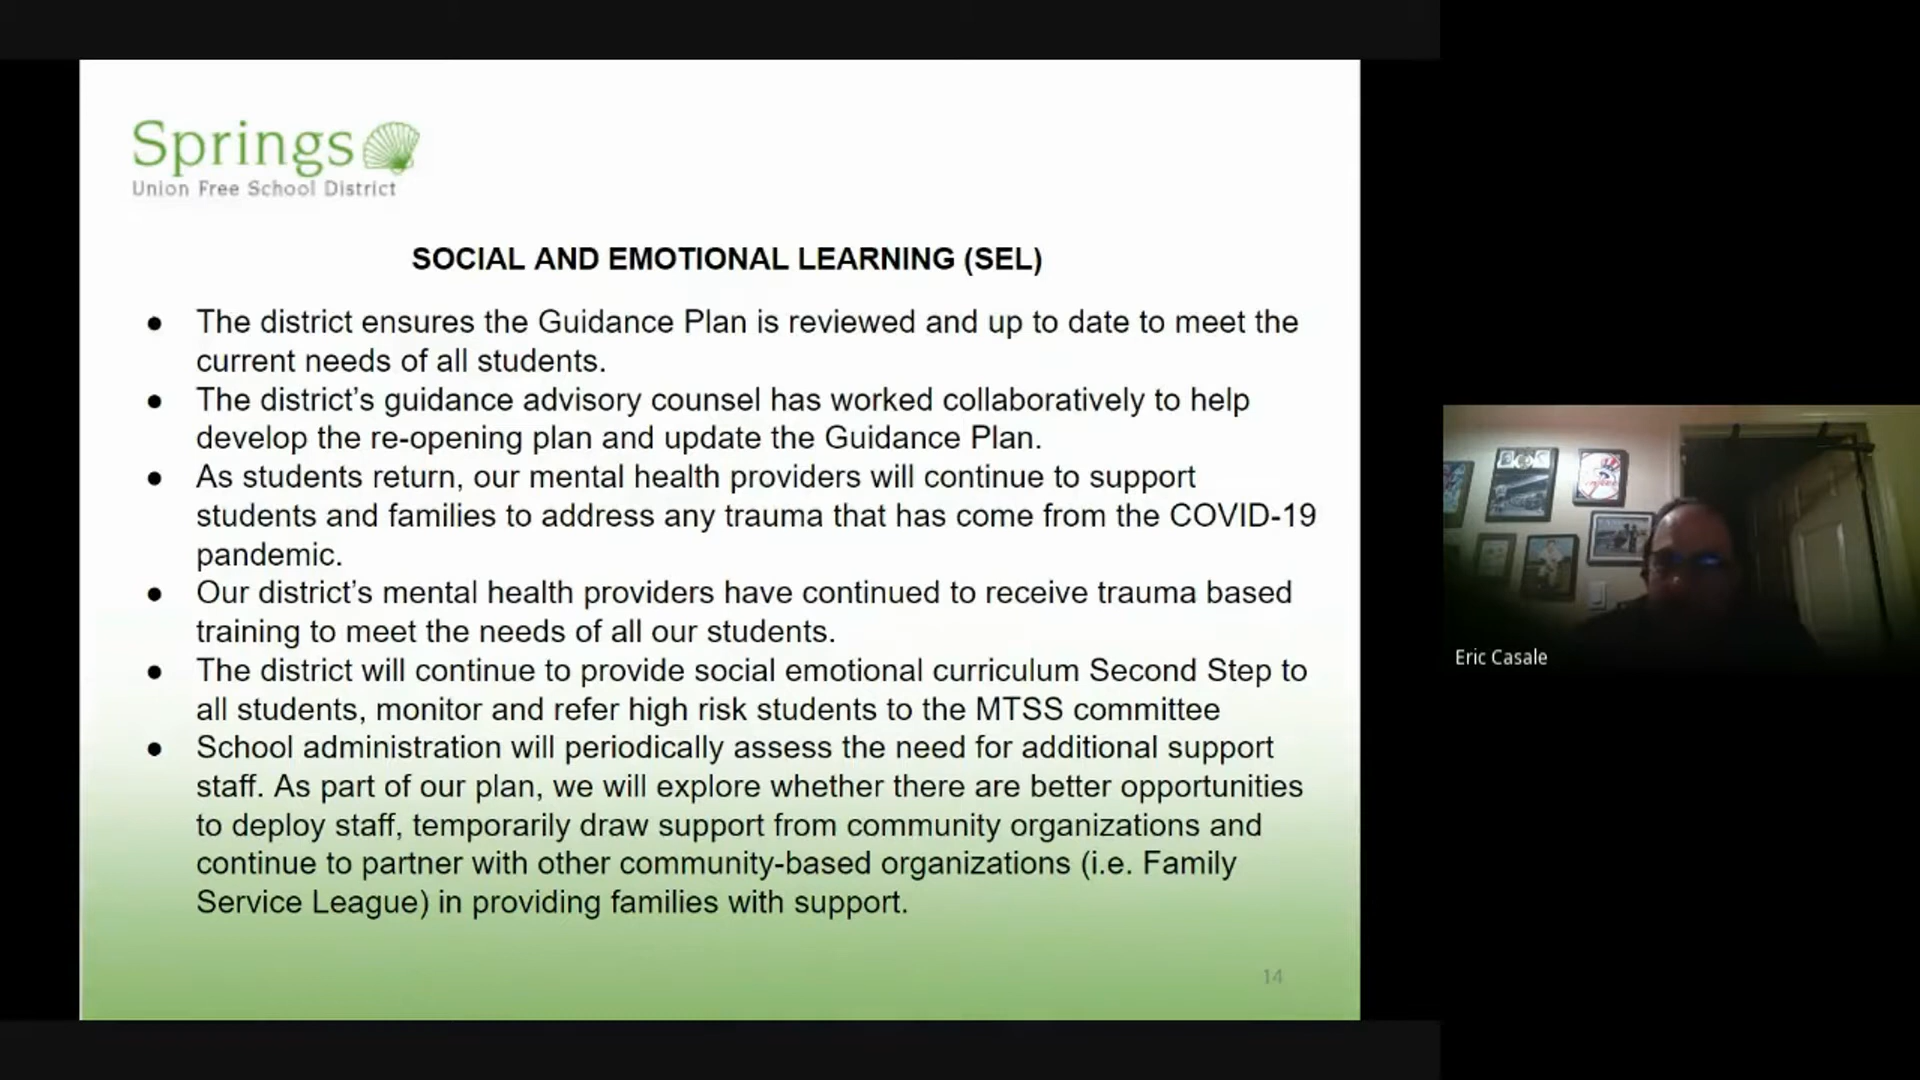 Springs
Union Free School District
SOCIAL AND EMOTIONAL LEARNING (SEL)
● The district ensures the Guidance Plan is reviewed and up to date to meet the
current needs of all students.
● The district’s guidance advisory counsel has worked collaboratively to help
develop the re-opening plan and update the Guidance Plan.
● As students return, our mental health providers will continue to support
students and families to address any trauma that has come from the COVID-19
pandemic.
● Our district’s mental health providers have continued to receive trauma based
training to meet the needs of all our students.
● The district will continue to provide social emotional curriculum Second Step to
all students, monitor and refer high risk students to the MTSS committee
● School administration will periodically assess the need for additional support
staff. As part of our plan, we will explore whether there are better opportunities
to deploy staff, temporarily draw support from community organizations and
continue to partner with other community-based organizations (i.e. Family
Service League) in providing families with support.
14
Eric Casale